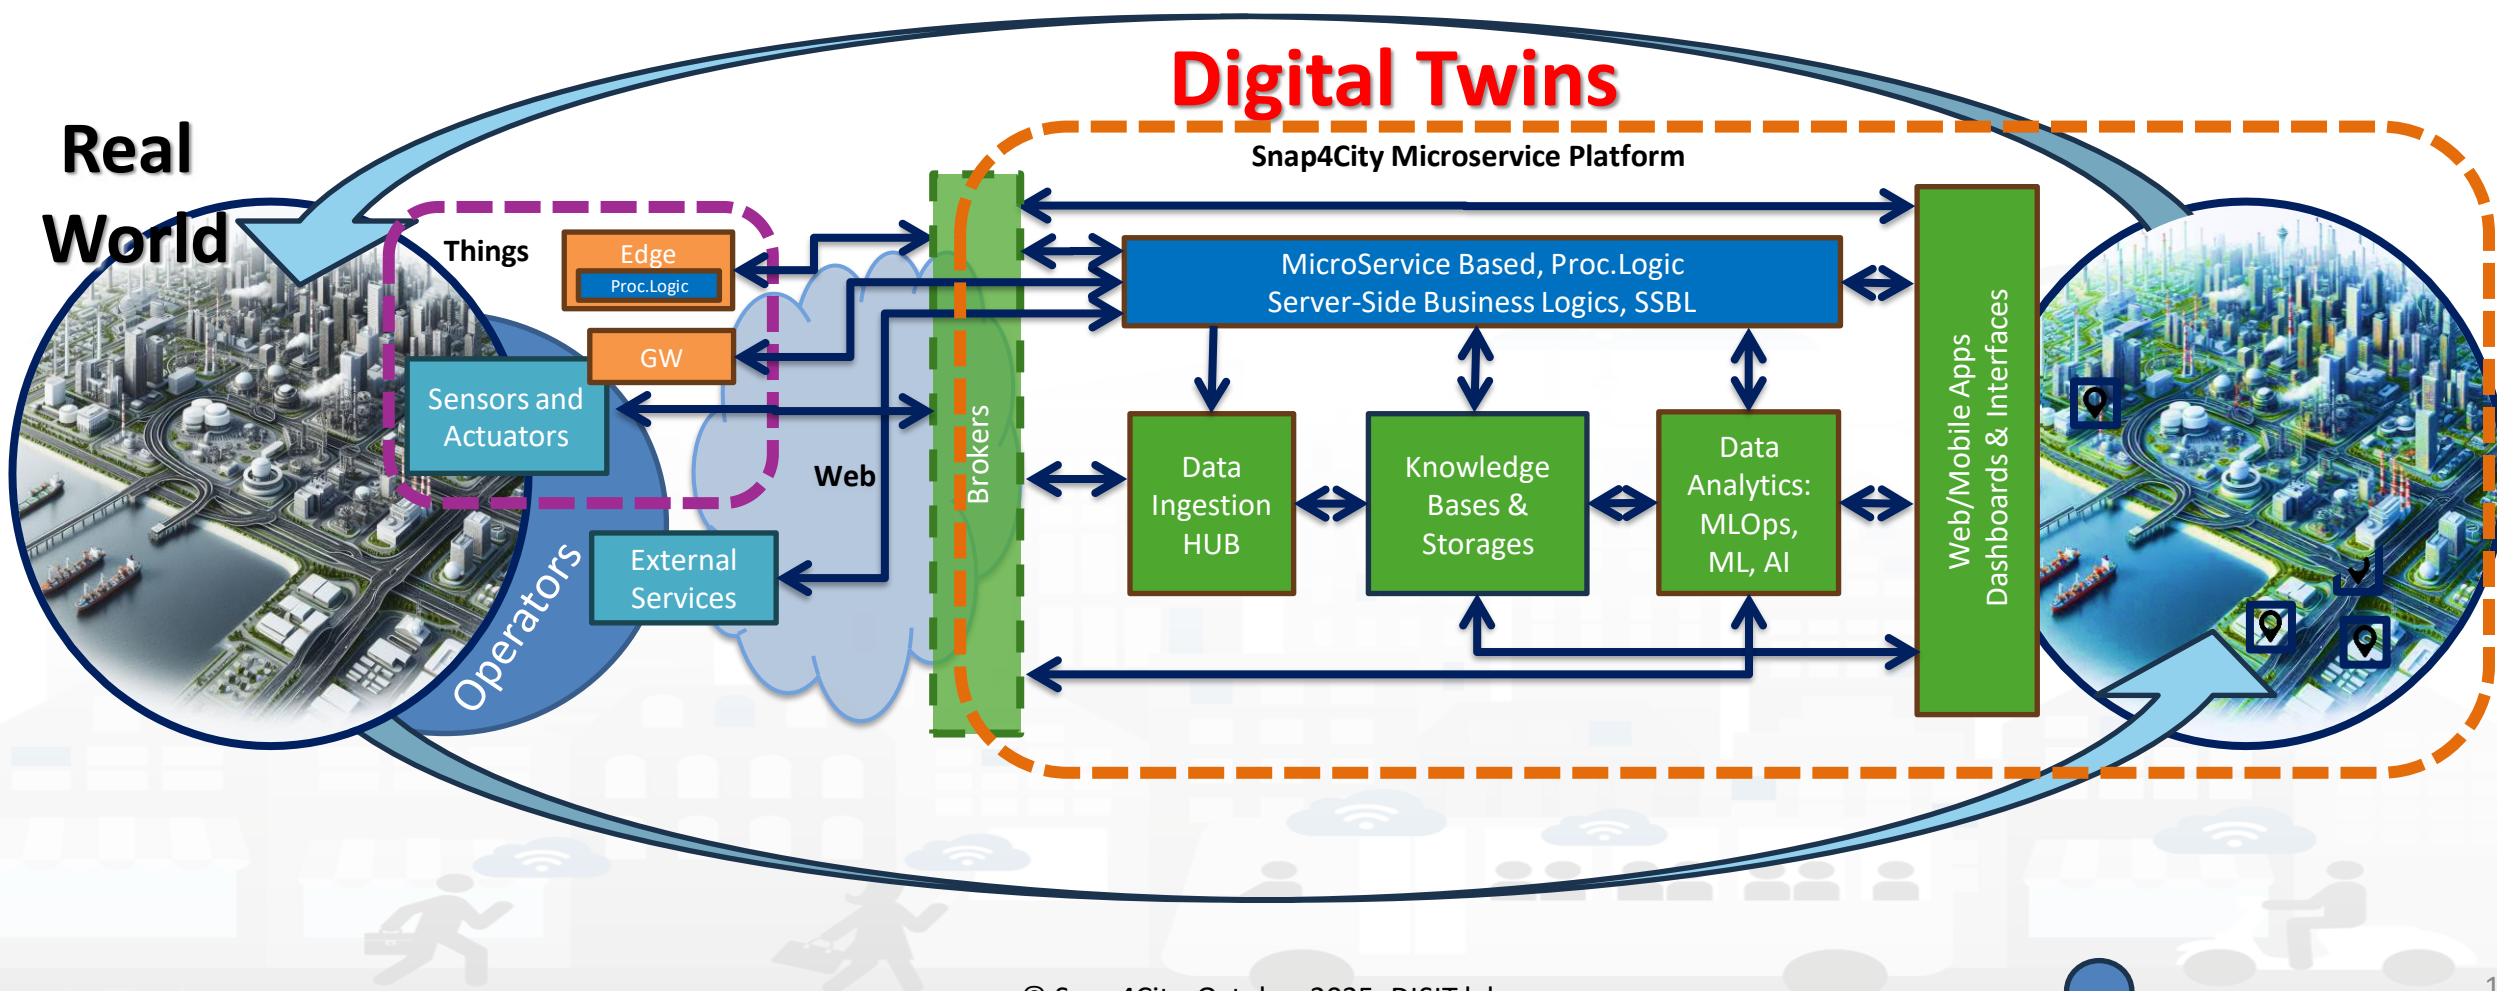 Digital Twins
Real
World
Snap4City Microservice Platform
Things
Edge
Proc.Logic
GW
Sensors and
Actuators
Operators
External
Services
Web
Brokers
MicroService Based, Proc.Logic
Server-Side Business Logics, SSBL
Data
Ingestion
HUB
Knowledge
Bases &
Storages
Data
Analytics:
MLOps,
ML, AI
Web/Mobile Apps
Dashboards & Interfaces